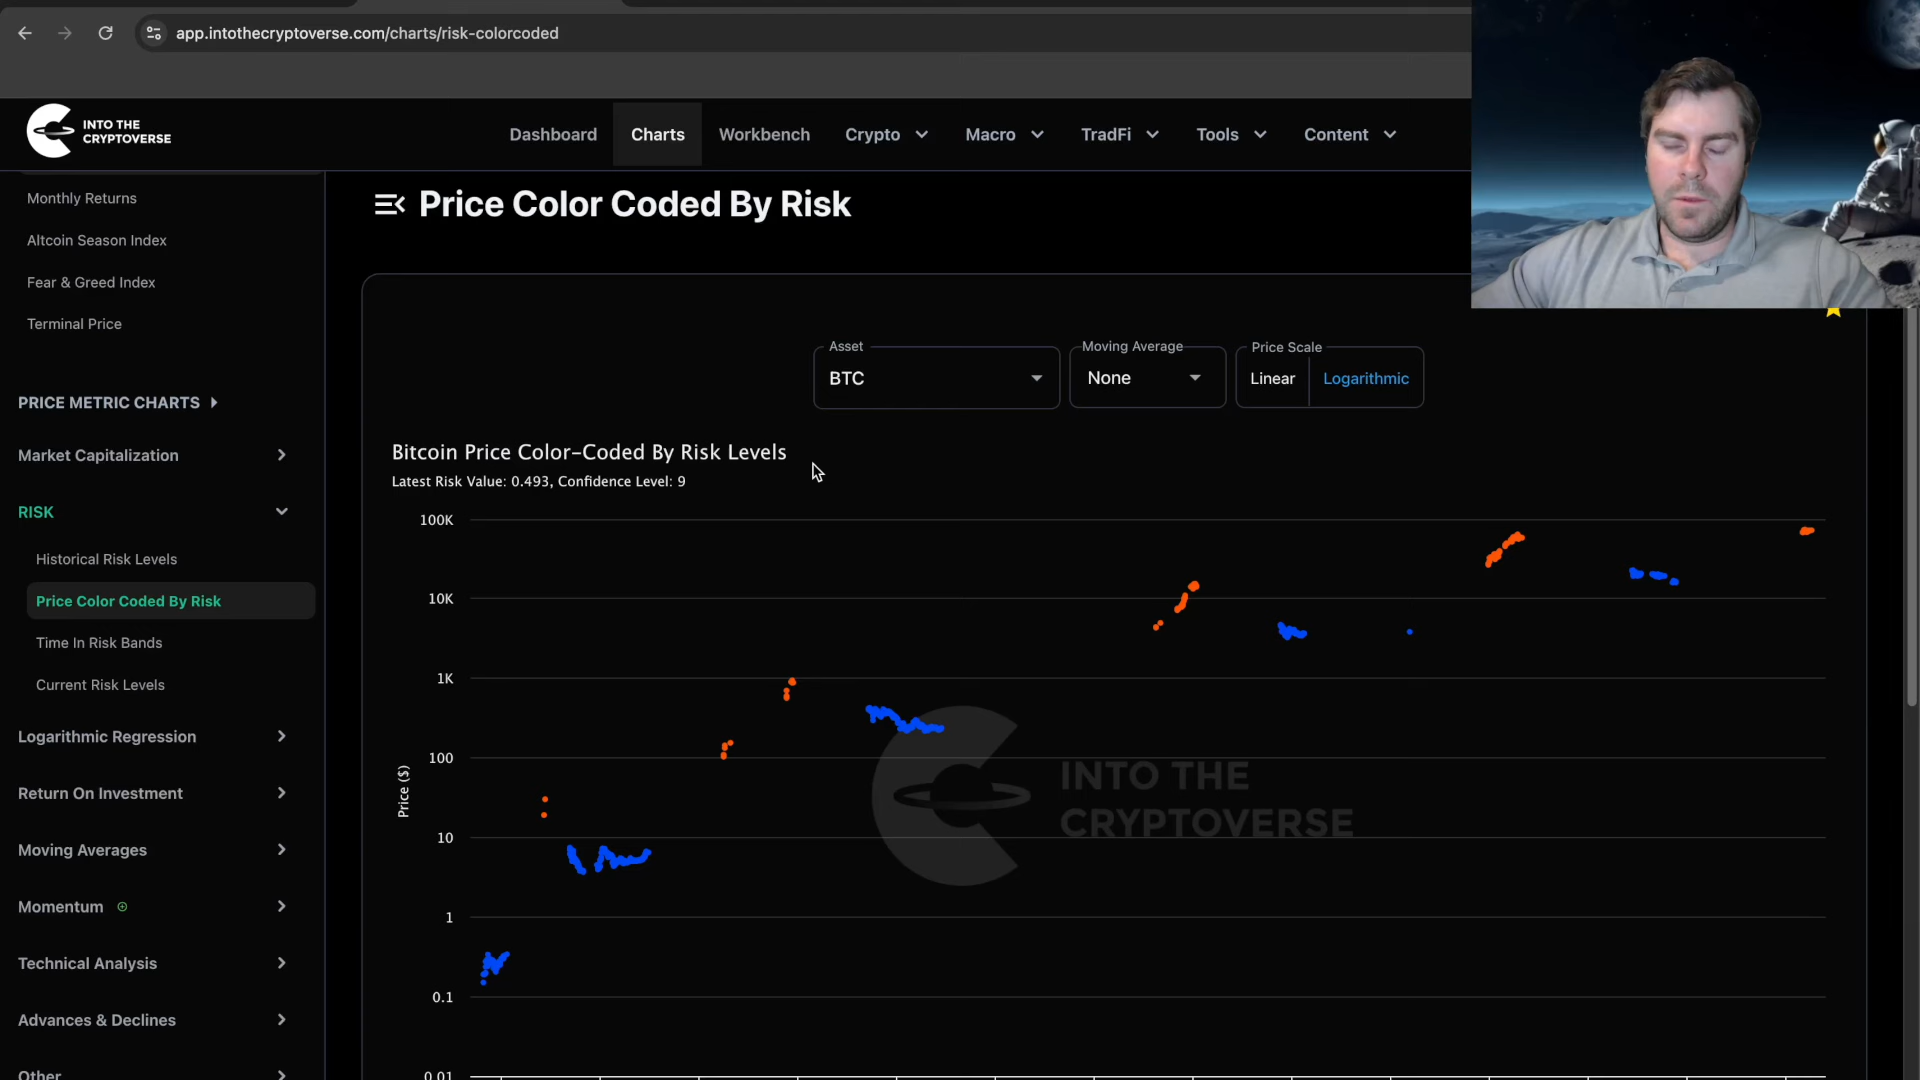 app.intothecryptoverse.com/charts/risk-colorcoded
INTO THE
CRYPTOVERSE
Dashboard
Charts
Workbench
Crypto
Macro
TradFi
Tools
Content
Monthly Returns
Altcoin Season Index
Fear & Greed Index
Terminal Price
PRICE METRIC CHARTS
Market Capitalization
RISK
Historical Risk Levels
Price Color Coded By Risk
Time In Risk Bands
Current Risk Levels
Logarithmic Regression
Return On Investment
Moving Averages
Momentum
Technical Analysis
Advances & Declines
Other
Price Color Coded By Risk
Asset
BTC
Moving Average
None
Price Scale
Linear
Logarithmic
Bitcoin Price Color-Coded By Risk Levels
Latest Risk Value: 0.493, Confidence Level: 9
100K
10K
1K
100
10
1
0.1
0.01
Price ($)
INTO THE
CRYPTOVERSE